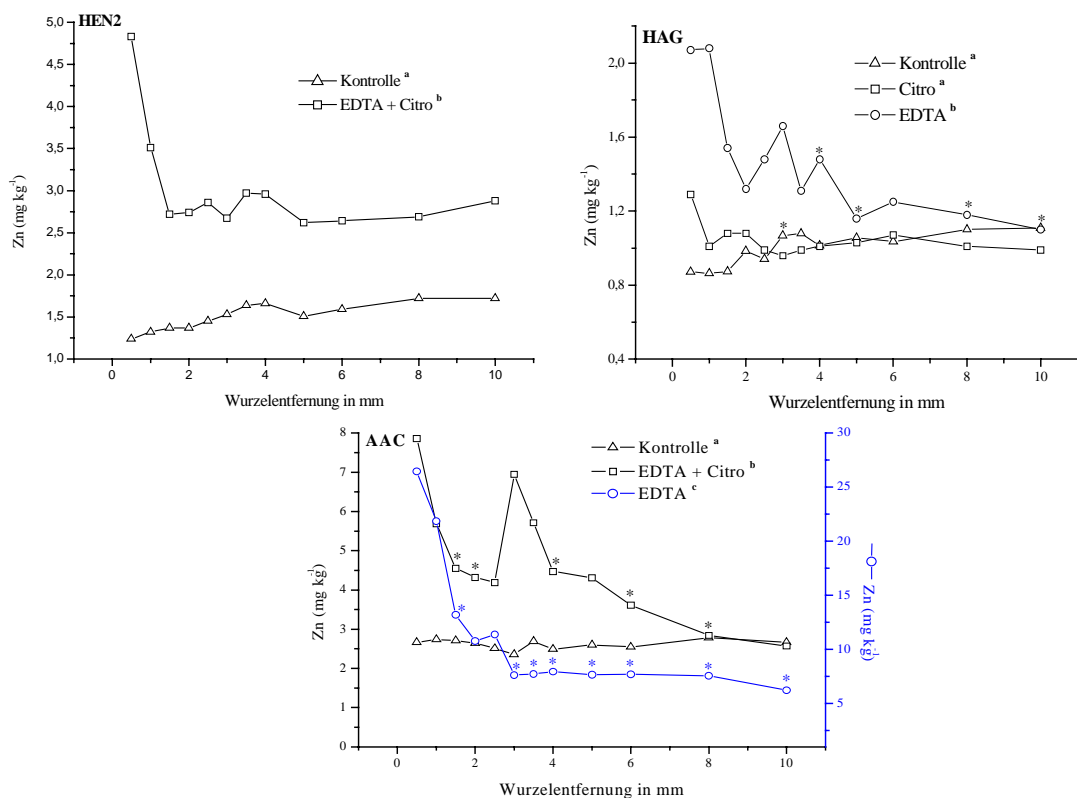 HEN2
5,0
4,5
4,0
3,5
3,0
2,5
2,0
1,5
1,0
Zn (mg kg-1)
Kontrolle a
EDTA + Citro b
0 2 4 6 8 10
Wurzelentfernung in mm
HAG
2,0
1,6
1,2
0,8
0,4
Zn (mg kg-1)
Kontrolle a
Citro a
EDTA b
* * * * *
0 2 4 6 8 10
Wurzelentfernung in mm
AAC
8
7
6
5
4
3
2
1
0
Zn (mg kg-1)
Kontrolle a
EDTA + Citro b
EDTA c
* * * * *
* * * * * * * *
30
25
20
15
10
5
Zn (mg kg-1)
0 2 4 6 8 10
Wurzelentfernung in mm